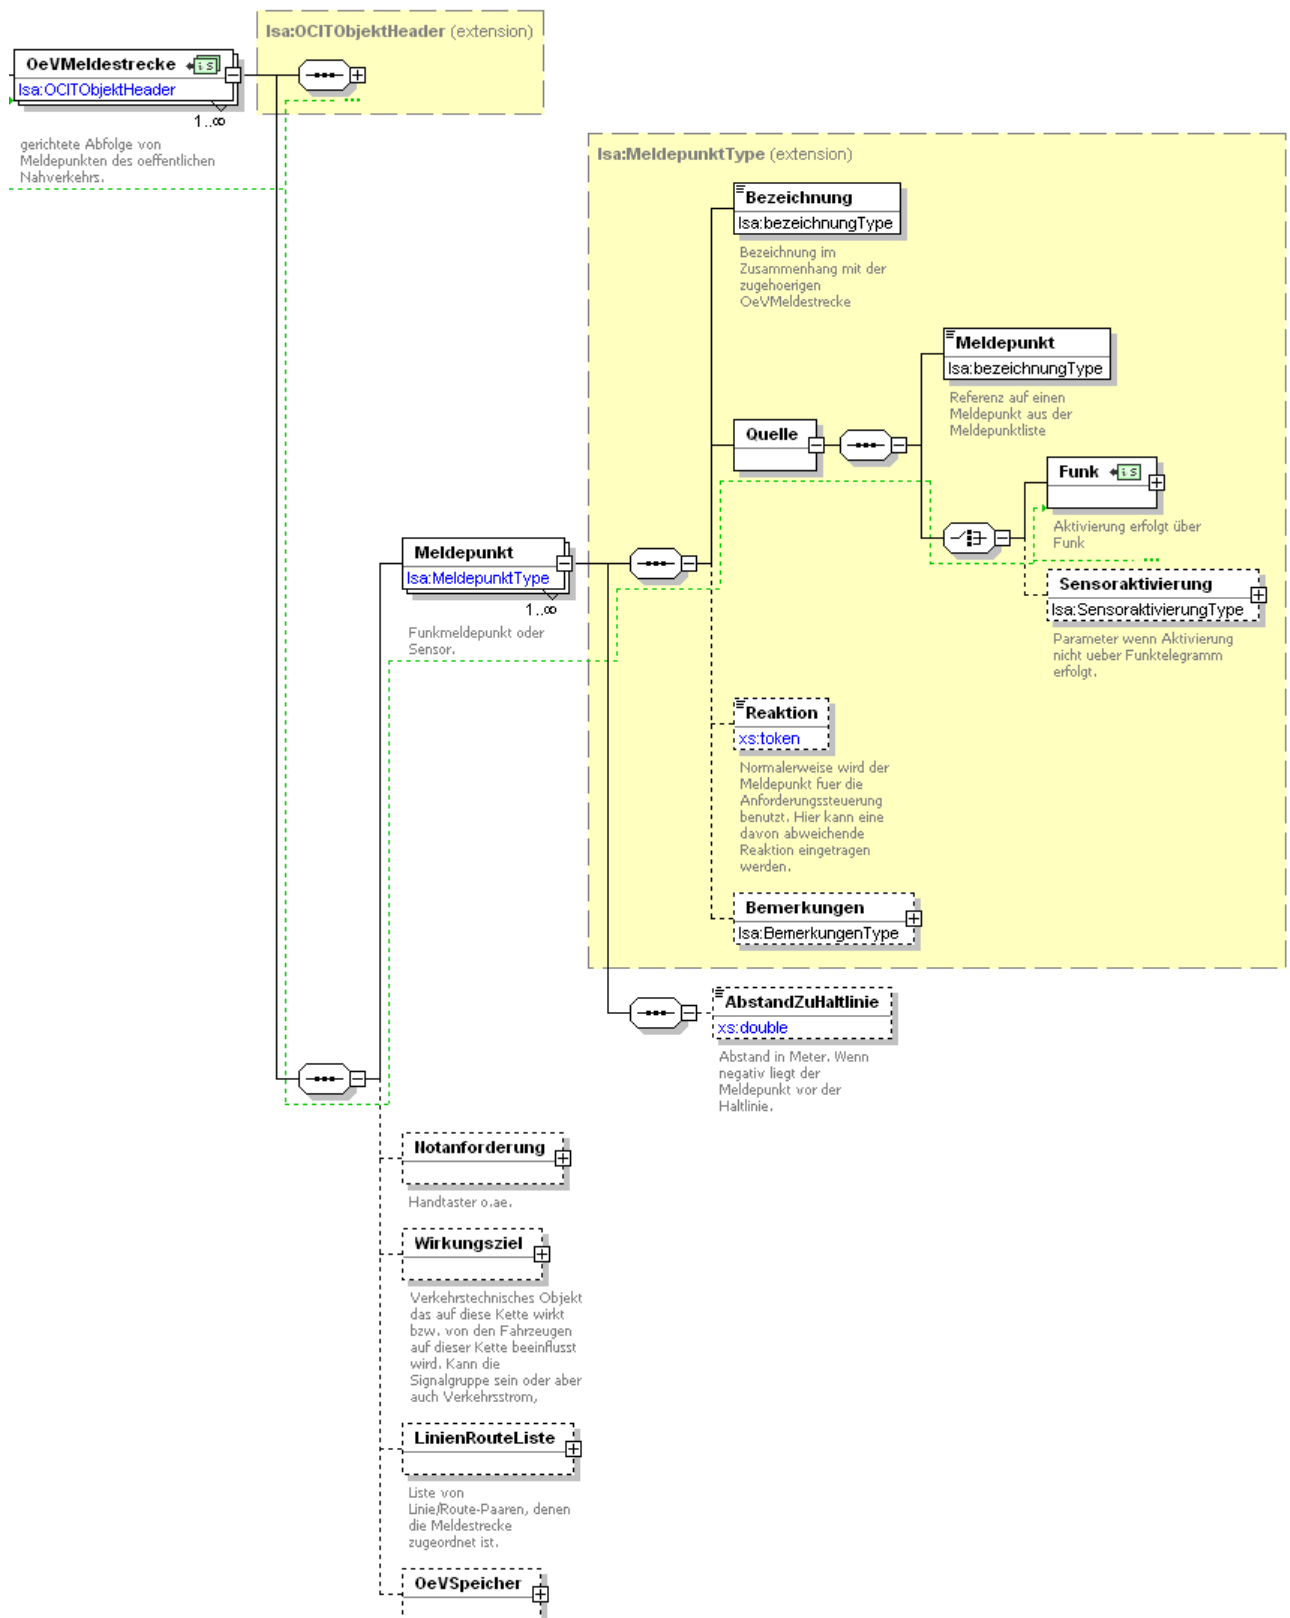 lsa:OCITObjektHeader (extension)
OeVMeldestrecke
lsa:OCITObjektHeader
1..∞
gerichtete Abfolge von
Meldepunkten des oeffentlichen
Nahverkehrs.
lsa:MeldepunktType (extension)
Bezeichnung
lsa:bezeichnungType
Bezeichnung im
Zusammenhang mit der
zugehoerigen
OeVMeldestrecke
Meldepunkt
lsa:bezeichnungType
Referenz auf einen
Meldepunkt aus der
Meldepunktliste
Quelle
Funk
Aktivierung erfolgt über
Funk
Sensoraktivierung
lsa:SensoraktivierungType
Parameter wenn Aktivierung
nicht ueber Funktelegramm
erfolgt.
Meldepunkt
lsa:MeldepunktType
1..∞
Funkmeldepunkt oder
Sensor.
Reaktion
xs:token
Normalerweise wird der
Meldepunkt fuer die
Anforderungssteuerung
benutzt. Hier kann eine
davon abweichende
Reaktion eingetragen
werden.
Bemerkungen
lsa:BemerkungenType
AbstandZuHaltlinie
xs:double
Abstand in Meter. Wenn
negativ liegt der
Meldepunkt vor der
Haltlinie.
Notanforderung
Handtaster o.ae.
Wirkungsziel
Verkehrstechnisches Objekt
das auf diese Kette wirkt
bzw. von den Fahrzeugen
auf dieser Kette beeinflusst
wird. Kann die
Signalgruppe sein oder aber
auch Verkehrsstrom,
LinienRouteListe
Liste von
Linie/Route-Paaren, denen
die Meldestrecke
zugeordnet ist.
OeVSpeicher